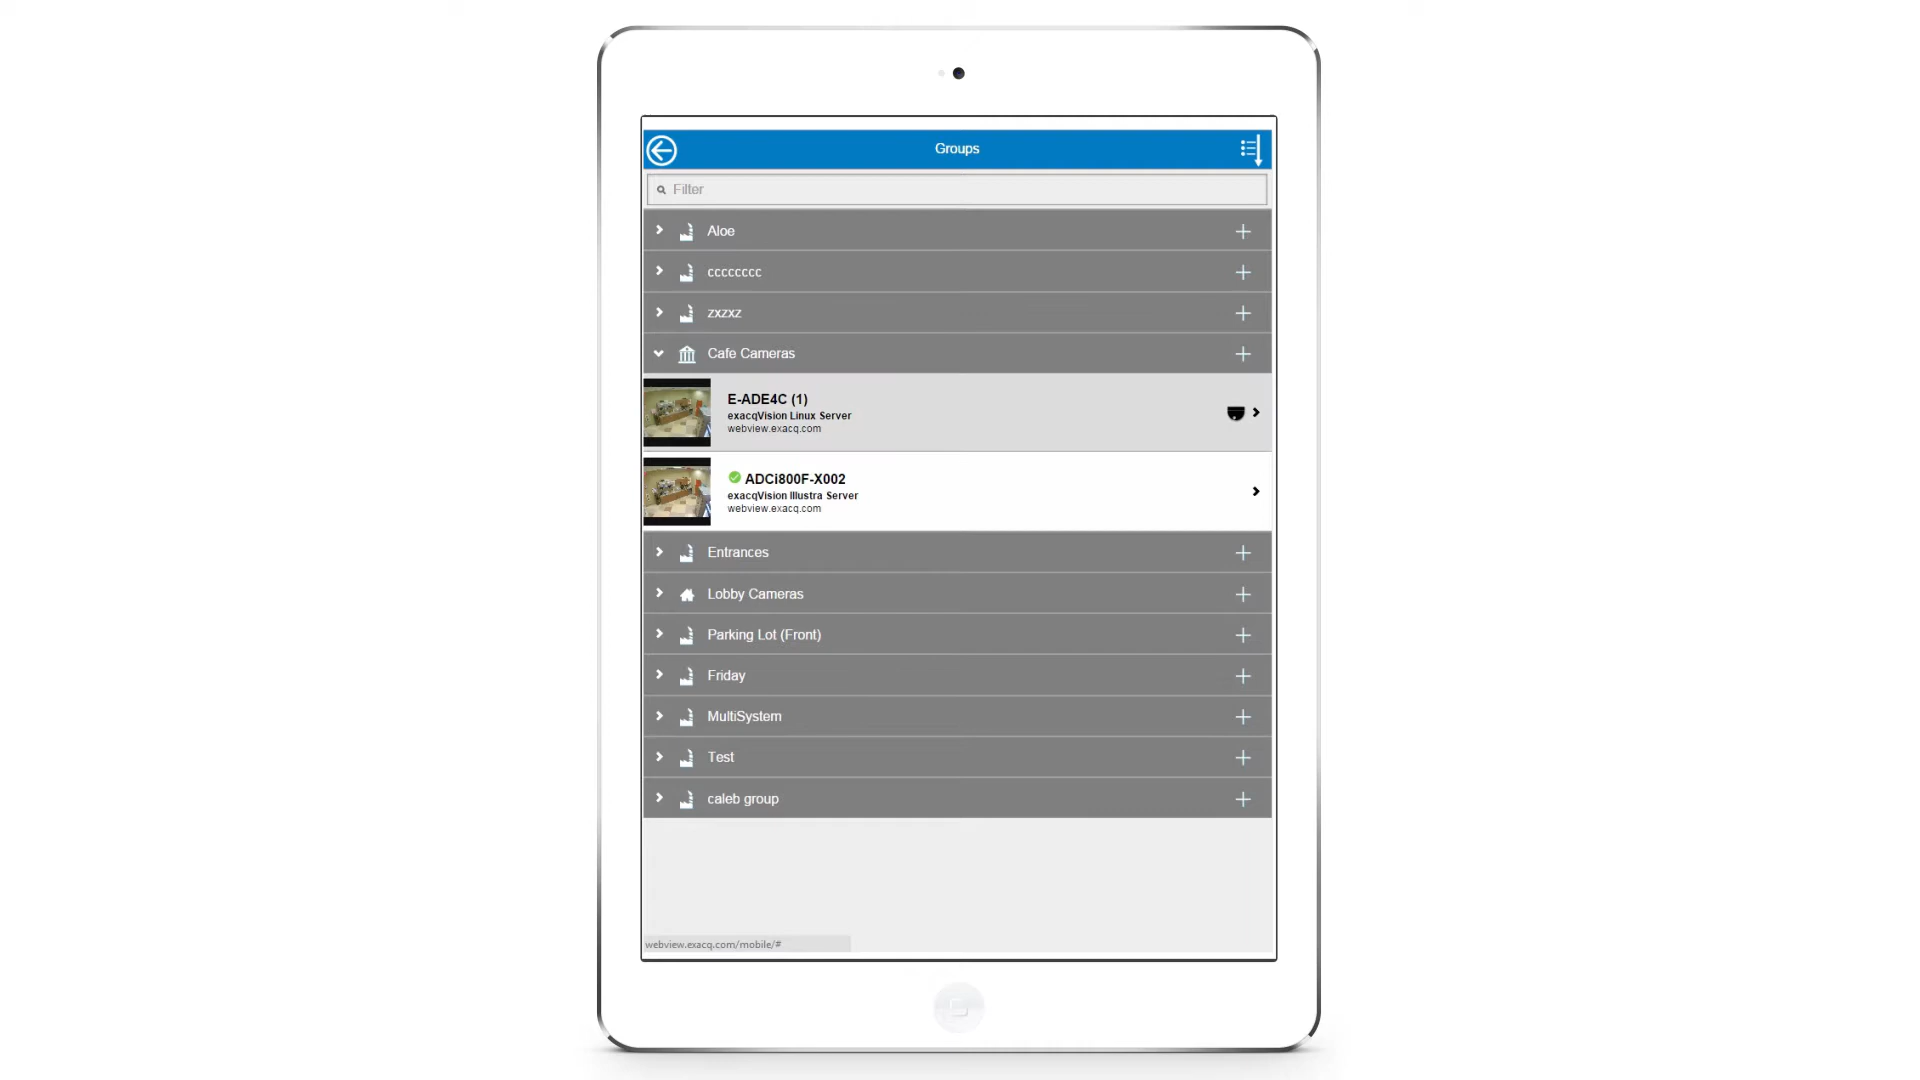 Groups
Filter
Aloe
cccccccc
zxzxz
Cafe Cameras
E-ADE4C (1)
exacqVision Linux Server
webview.exacq.com
ADCi800F-X002
exacqVision Illustra Server
webview.exacq.com
Entrances
Lobby Cameras
Parking Lot (Front)
Friday
MultiSystem
Test
caleb group
webview.exacq.com/mobile/#